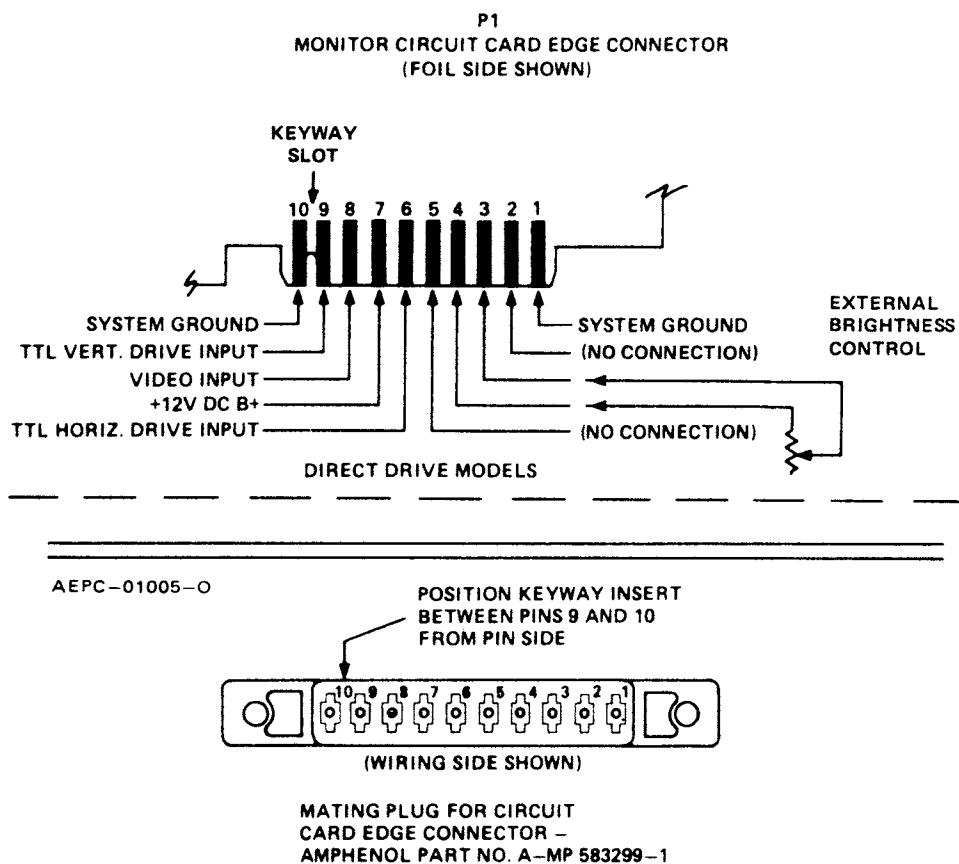 P1
MONITOR CIRCUIT CARD EDGE CONNECTOR
(FOIL SIDE SHOWN)
KEYWAY
SLOT
10 9 8 7 6 5 4 3 2 1
SYSTEM GROUND
TTL VERT. DRIVE INPUT
VIDEO INPUT
+12V DC B+
TTL HORIZ. DRIVE INPUT
SYSTEM GROUND
(NO CONNECTION)
(NO CONNECTION)
EXTERNAL
BRIGHTNESS
CONTROL
DIRECT DRIVE MODELS
AEPC-01005-O
POSITION KEYWAY INSERT
BETWEEN PINS 9 AND 10
FROM PIN SIDE
10 9 8 7 6 5 4 3 2 1
(WIRING SIDE SHOWN)
MATING PLUG FOR CIRCUIT
CARD EDGE CONNECTOR –
AMPHENOL PART NO. A-MP 583299-1